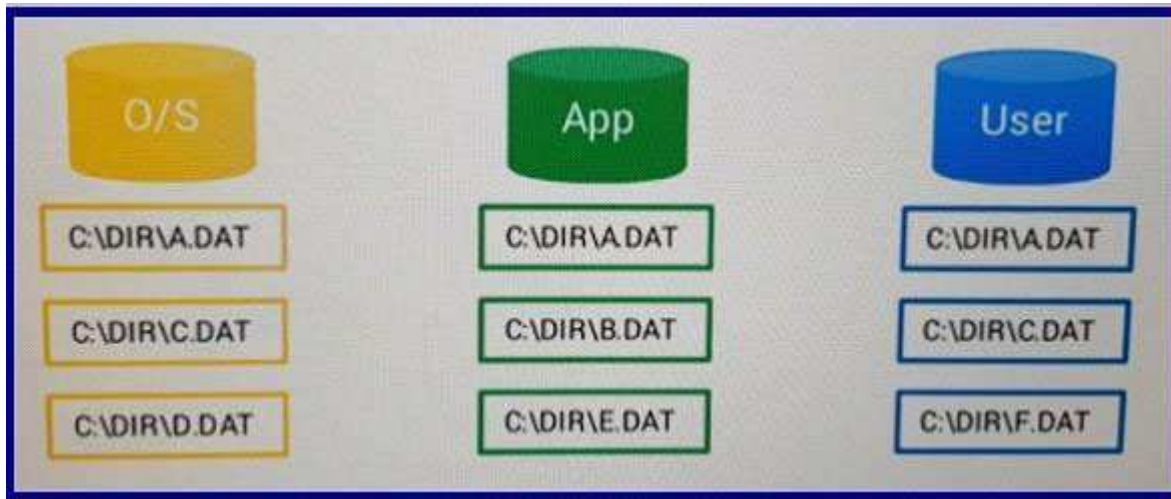 O/S
App
User
C:\DIR\A.DAT
C:\DIR\A.DAT
C:\DIR\A.DAT
C:\DIR\C.DAT
C:\DIR\B.DAT
C:\DIR\C.DAT
C:\DIR\D.DAT
C:\DIR\E.DAT
C:\DIR\F.DAT